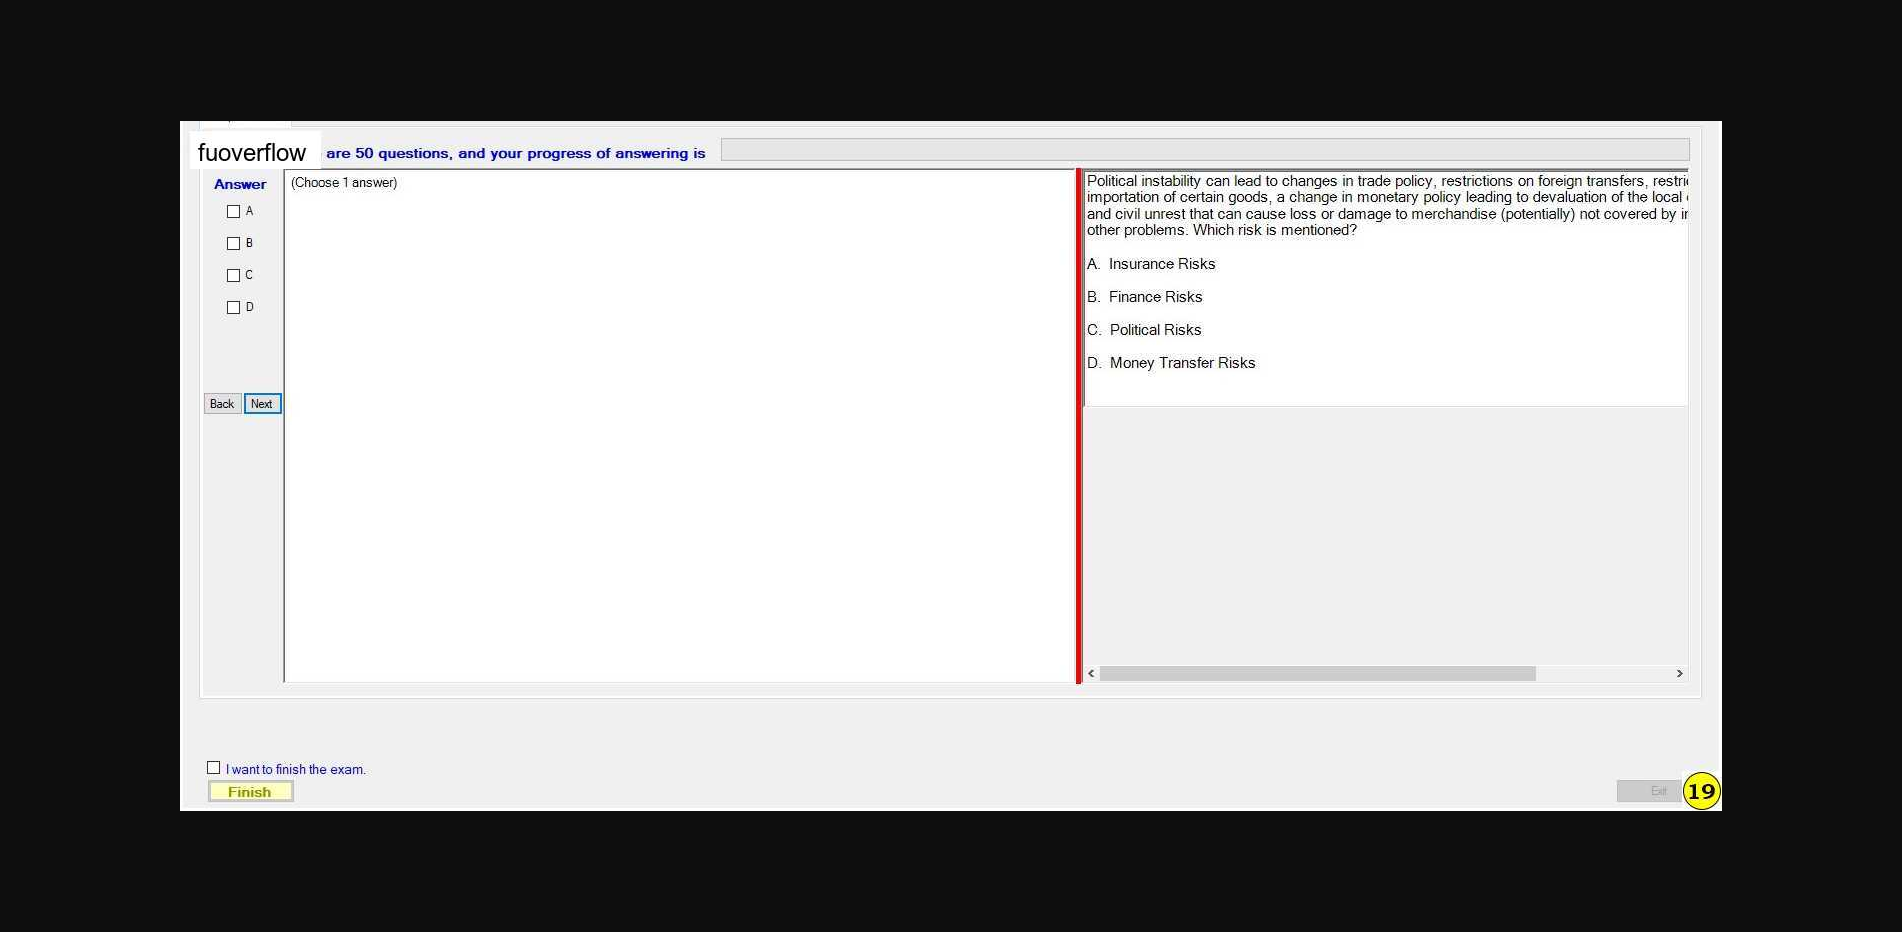 fuoverflow are 50 questions, and your progress of answering is
Answer
A
B
C
D
Back Next
(Choose 1 answer)
Political instability can lead to changes in trade policy, restrictions on foreign transfers,
importation of certain goods, a change in monetary policy leading to devaluation of the local
and civil unrest that can cause loss or damage to merchandise (potentially) not covered by
other problems. Which risk is mentioned?
A. Insurance Risks
B. Finance Risks
C. Political Risks
D. Money Transfer Risks
I want to finish the exam.
Finish
Exit
19